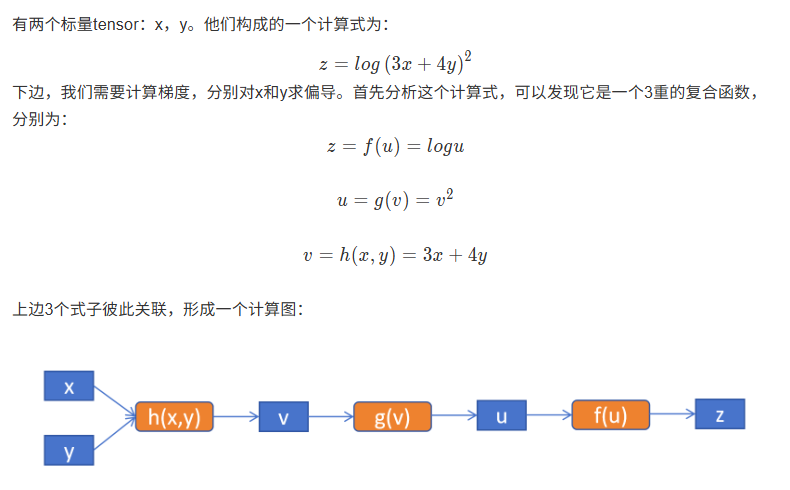 有两个标量tensor：x，y。他们构成的一个计算式为：
z = log (3x + 4y)²
下边，我们需要计算梯度，分别对x和y求偏导。首先分析这个计算式，可以发现它是一个3重的复合函数，
分别为：
z = f(u) = logu
u = g(v) = v²
v = h(x, y) = 3x + 4y
上边3个式子彼此关联，形成一个计算图：
x
y
h(x,y)
v
g(v)
u
f(u)
z